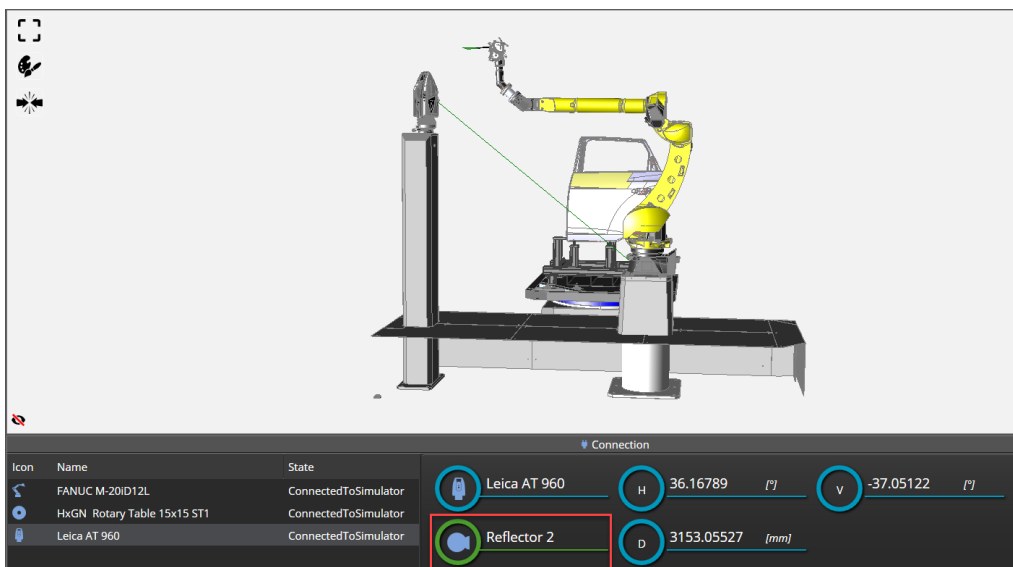 Connection
Icon Name State
FANUC M-20iD12L ConnectedToSimulator
HxGN Rotary Table 15x15 ST1 ConnectedToSimulator
Leica AT 960 ConnectedToSimulator
Leica AT 960 H 36.16789 [°] V -37.05122 [°]
Reflector 2 D 3153.05527 [mm]